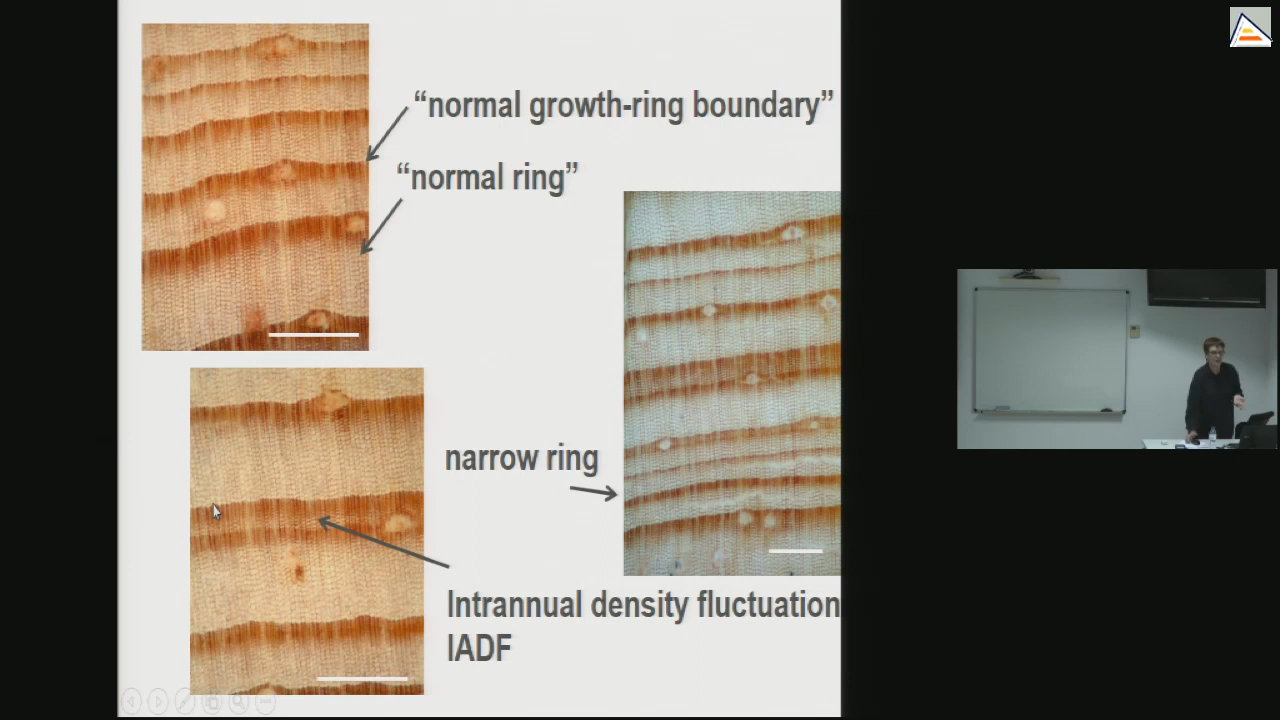 “normal growth-ring boundary”
“normal ring”
narrow ring
Intrannual density fluctuation
IADF